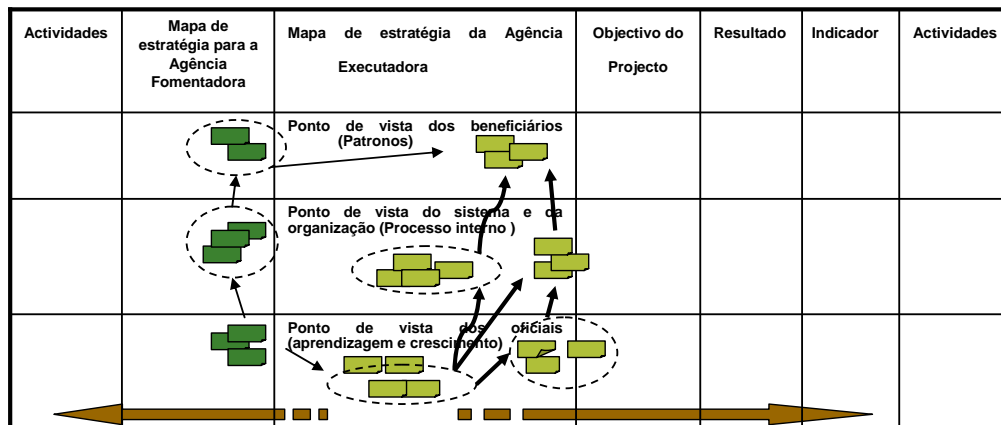 Actividades
Mapa de
estratégia para a
Agência
Fomentadora
Mapa de estratégia da Agência
Executadora
Objectivo do
Projecto
Resultado
Indicador
Actividades
Ponto de vista dos beneficiários
(Patronos)
Ponto de vista do sistema e da
organização (Processo interno )
Ponto de vista dos oficiais
(aprendizagem e crescimento)